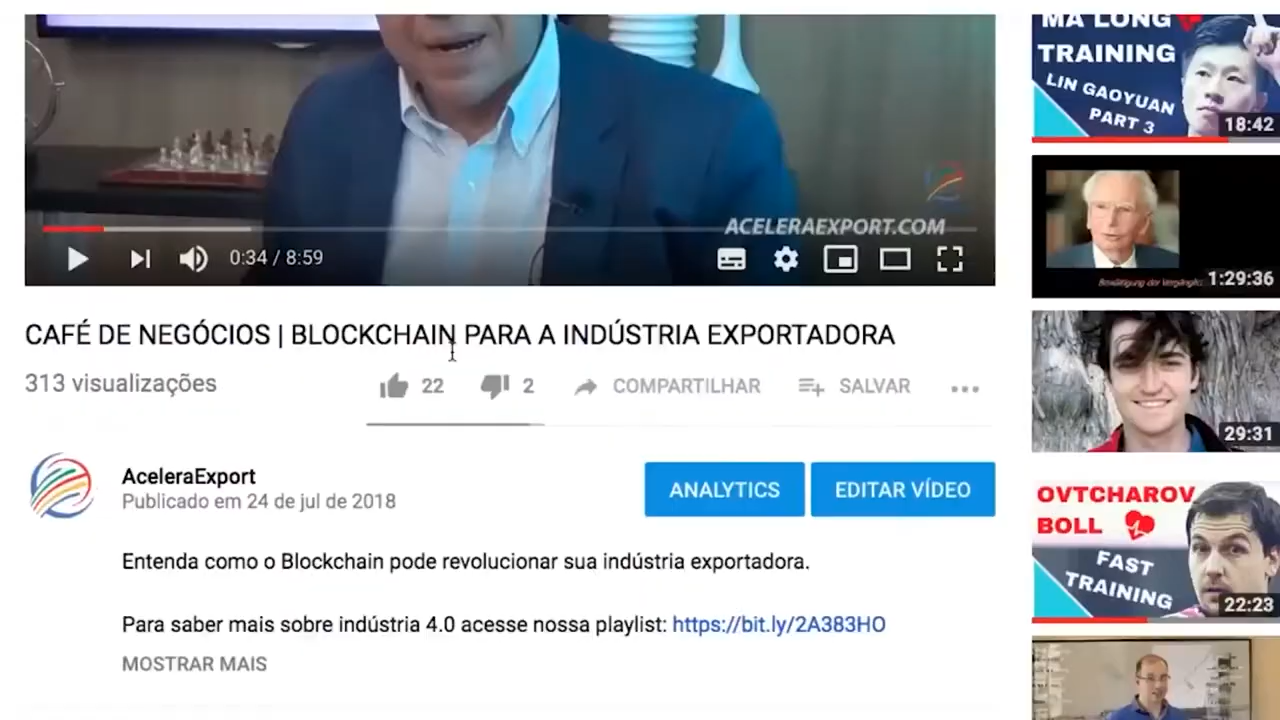 ACELERAEXPORT.COM
0:34 / 8:59
CAFÉ DE NEGÓCIOS | BLOCKCHAIN PARA A INDÚSTRIA EXPORTADORA
313 visualizações
22
2
COMPARTILHAR
SALVAR
AceleraExport
Publicado em 24 de jul de 2018
ANALYTICS
EDITAR VÍDEO
Entenda como o Blockchain pode revolucionar sua indústria exportadora.
Para saber mais sobre indústria 4.0 acesse nossa playlist: https://bit.ly/2A383HO
MOSTRAR MAIS
MA LONG
TRAINING
LIN GAOYUAN
PART 3
18:42
1:29:36
29:31
OVTCHAROV
BOLL
FAST
TRAINING
22:23